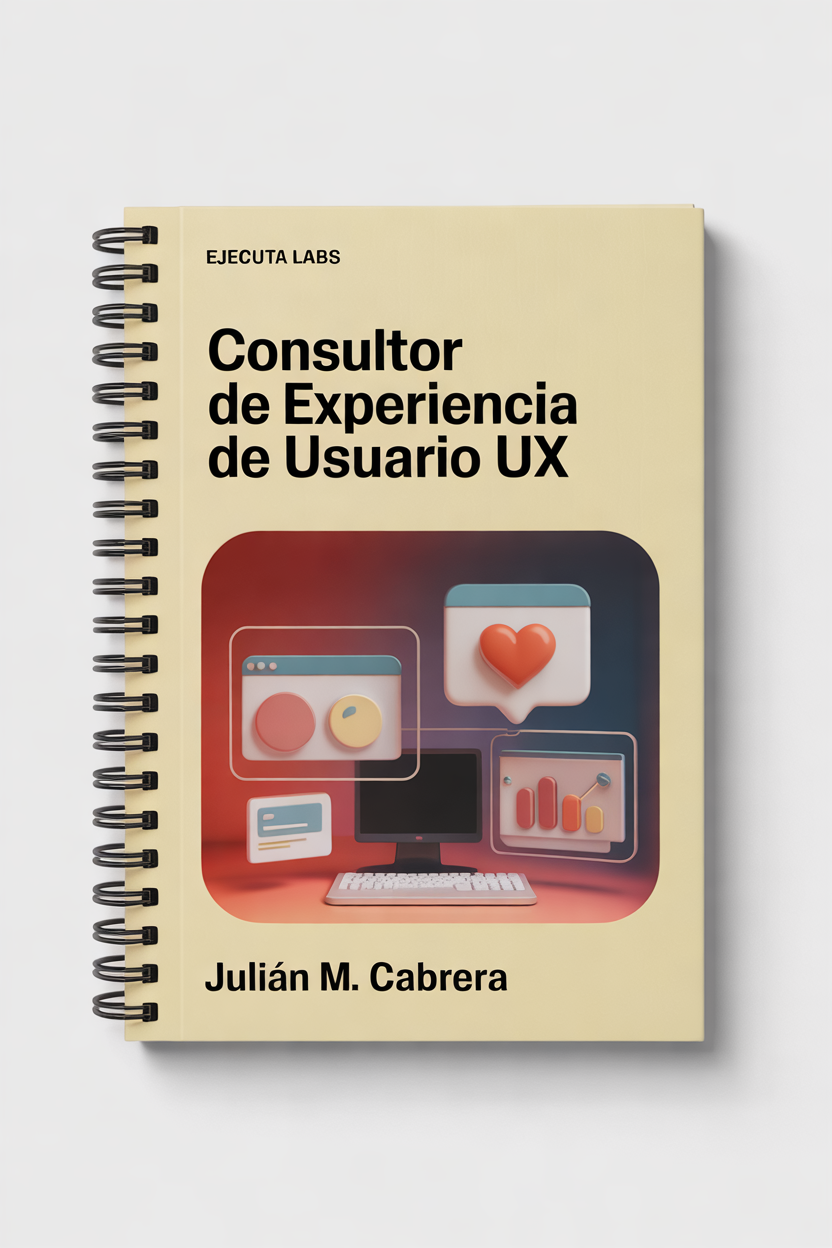 EJECUTA LABS
Consultor
de Experiencia
de Usuario UX
Julián M. Cabrera